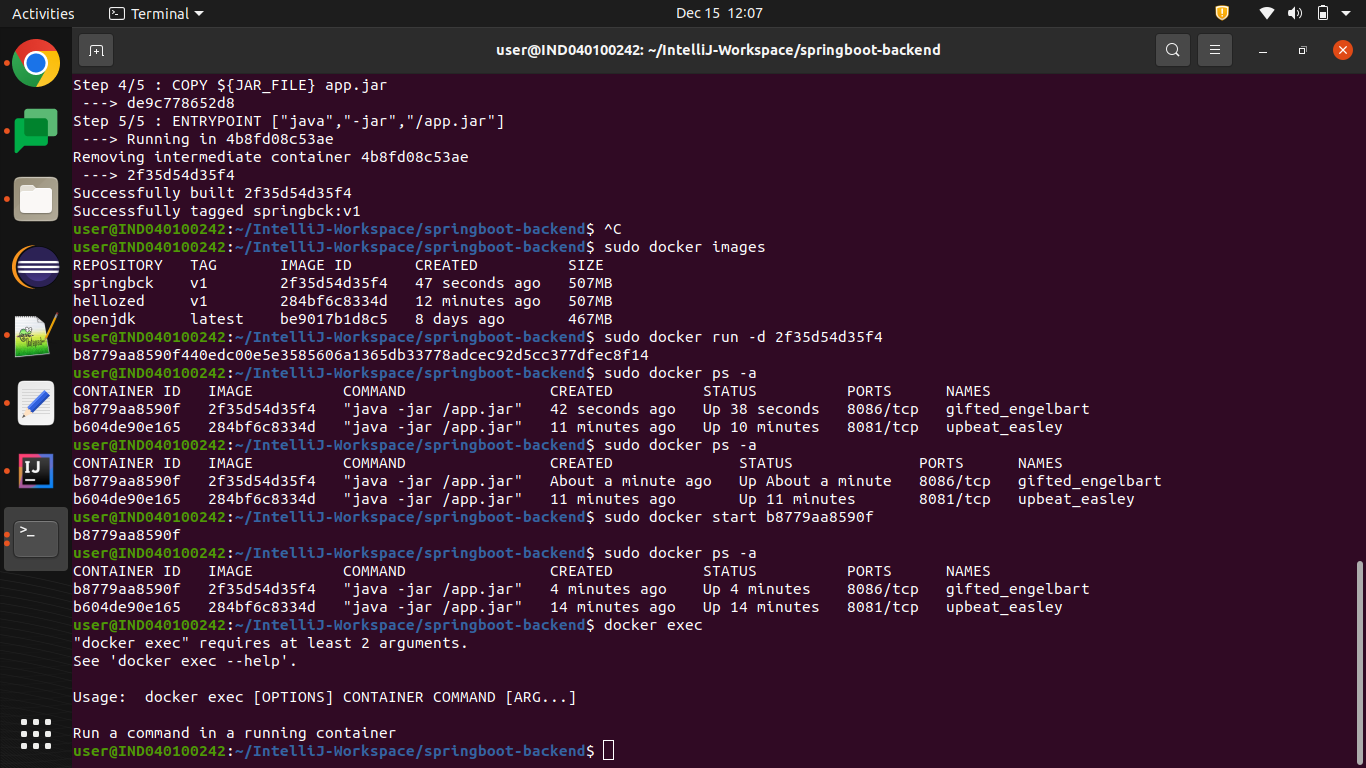 Activities Terminal Dec 15 12:07
user@IND040100242: ~/IntelliJ-Workspace/springboot-backend
Step 4/5 : COPY ${JAR_FILE} app.jar
 ---> de9c778652d8
Step 5/5 : ENTRYPOINT ["java","-jar","/app.jar"]
 ---> Running in 4b8fd08c53ae
Removing intermediate container 4b8fd08c53ae
 ---> 2f35d54d35f4
Successfully built 2f35d54d35f4
Successfully tagged springbck:v1
user@IND040100242:~/IntelliJ-Workspace/springboot-backend$ ^C
user@IND040100242:~/IntelliJ-Workspace/springboot-backend$ sudo docker images
REPOSITORY   TAG       IMAGE ID       CREATED          SIZE
springbck    v1        2f35d54d35f4   47 seconds ago   507MB
hellozed     v1        284bf6c8334d   12 minutes ago   507MB
openjdk      latest    be9017b1d8c5   8 days ago       467MB
user@IND040100242:~/IntelliJ-Workspace/springboot-backend$ sudo docker run -d 2f35d54d35f4
b8779aa8590f440edc00e5e3585606a1365db33778adcec92d5cc377dfec8f14
user@IND040100242:~/IntelliJ-Workspace/springboot-backend$ sudo docker ps -a
CONTAINER ID   IMAGE          COMMAND                CREATED          STATUS          PORTS      NAMES
b8779aa8590f   2f35d54d35f4   "java -jar /app.jar"   42 seconds ago   Up 38 seconds   8086/tcp   gifted_engelbart
b604de90e165   284bf6c8334d   "java -jar /app.jar"   11 minutes ago   Up 10 minutes   8081/tcp   upbeat_easley
user@IND040100242:~/IntelliJ-Workspace/springboot-backend$ sudo docker ps -a
CONTAINER ID   IMAGE          COMMAND                CREATED              STATUS              PORTS      NAMES
b8779aa8590f   2f35d54d35f4   "java -jar /app.jar"   About a minute ago   Up About a minute   8086/tcp   gifted_engelbart
b604de90e165   284bf6c8334d   "java -jar /app.jar"   11 minutes ago       Up 11 minutes       8081/tcp   upbeat_easley
user@IND040100242:~/IntelliJ-Workspace/springboot-backend$ sudo docker start b8779aa8590f
b8779aa8590f
user@IND040100242:~/IntelliJ-Workspace/springboot-backend$ sudo docker ps -a
CONTAINER ID   IMAGE          COMMAND                CREATED          STATUS          PORTS      NAMES
b8779aa8590f   2f35d54d35f4   "java -jar /app.jar"   4 minutes ago    Up 4 minutes    8086/tcp   gifted_engelbart
b604de90e165   284bf6c8334d   "java -jar /app.jar"   14 minutes ago   Up 14 minutes   8081/tcp   upbeat_easley
user@IND040100242:~/IntelliJ-Workspace/springboot-backend$ docker exec
"docker exec" requires at least 2 arguments.
See 'docker exec --help'.
Usage:  docker exec [OPTIONS] CONTAINER COMMAND [ARG...]
Run a command in a running container
user@IND040100242:~/IntelliJ-Workspace/springboot-backend$